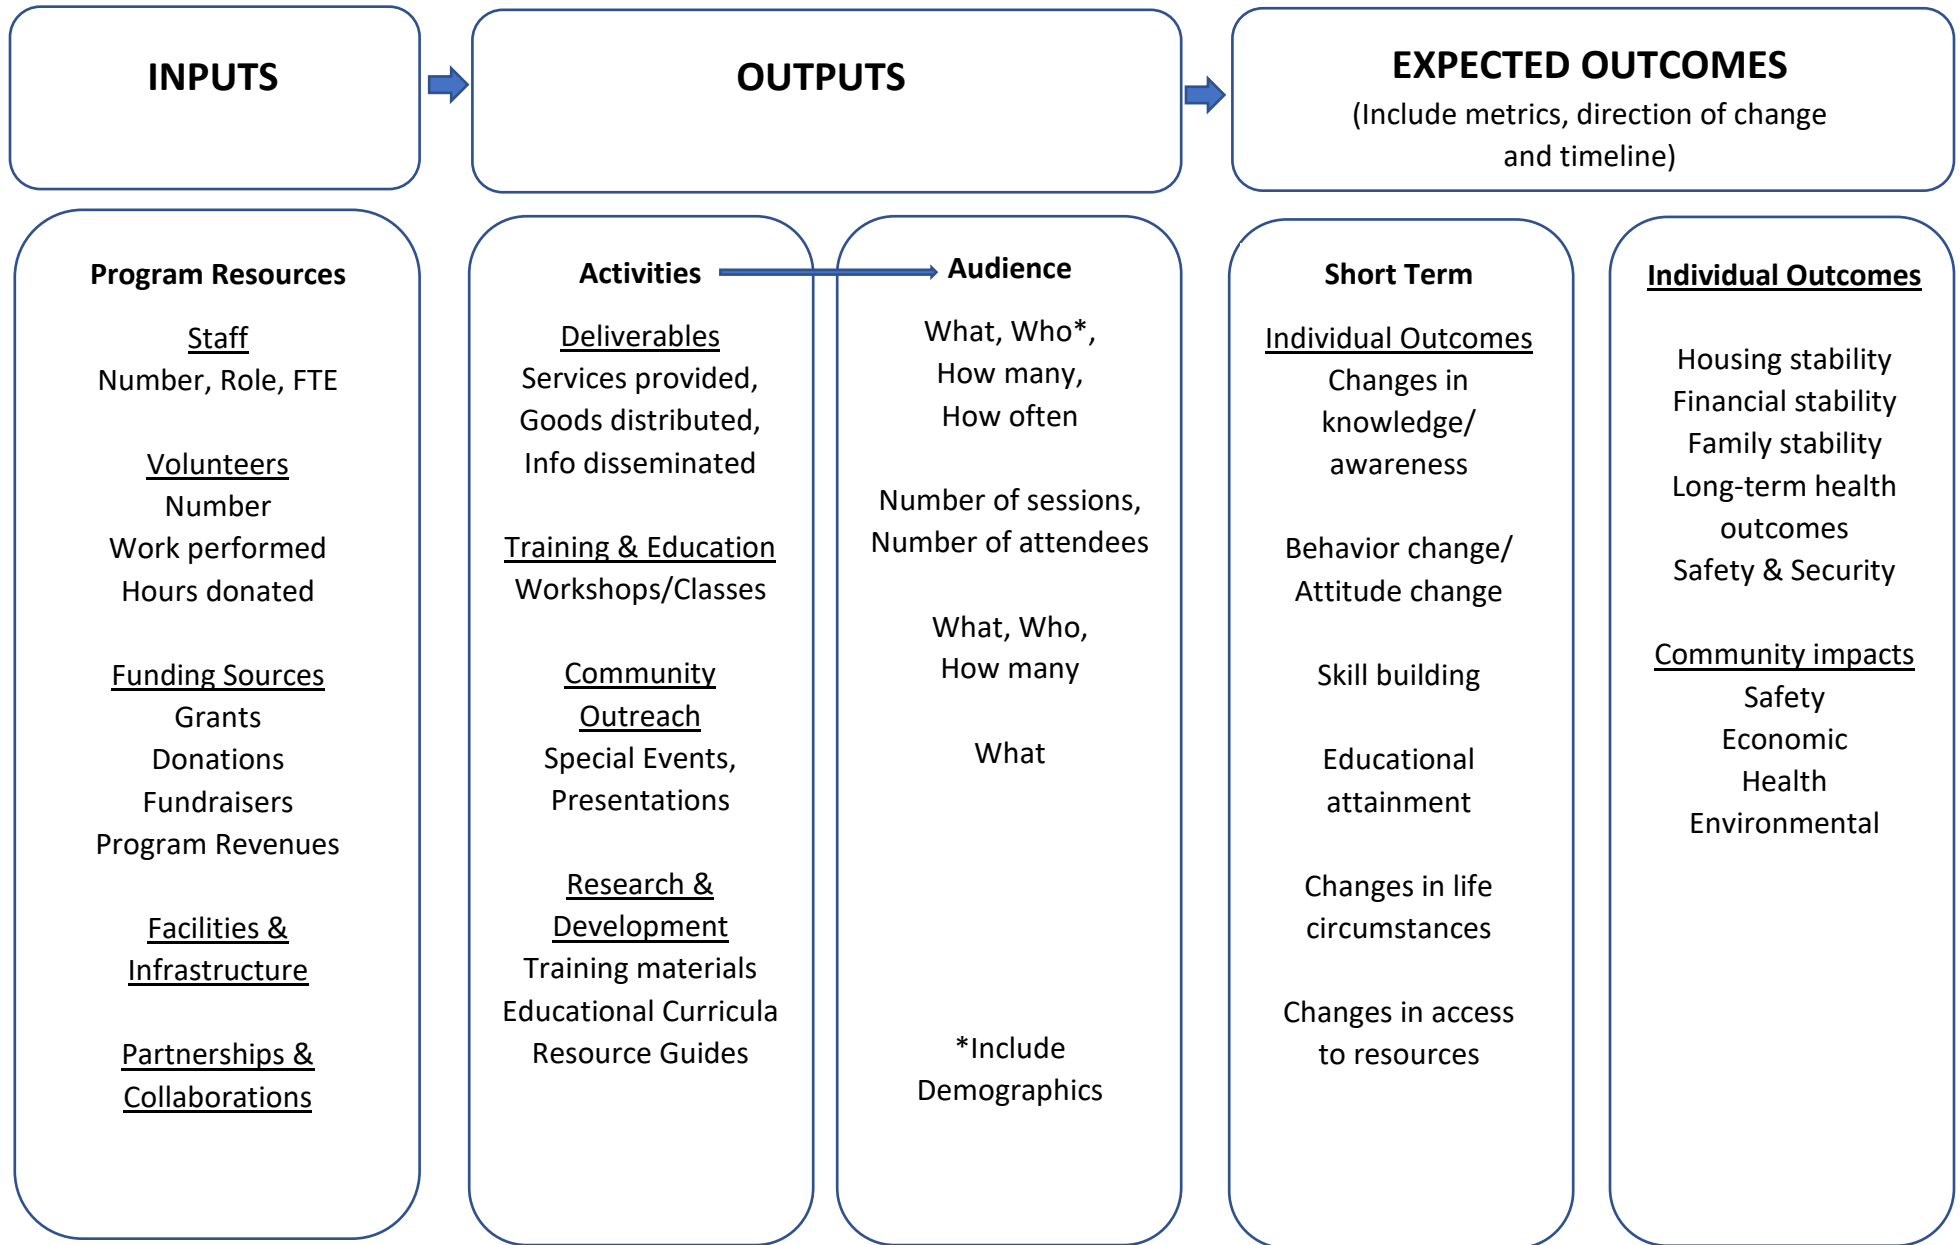 INPUTS
OUTPUTS
EXPECTED OUTCOMES
(Include metrics, direction of change
and timeline)
Program Resources
Staff
Number, Role, FTE
Volunteers
Number
Work performed
Hours donated
Funding Sources
Grants
Donations
Fundraisers
Program Revenues
Facilities &
Infrastructure
Partnerships &
Collaborations
Activities
Deliverables
Services provided,
Goods distributed,
Info disseminated
Training & Education
Workshops/Classes
Community
Outreach
Special Events,
Presentations
Research &
Development
Training materials
Educational Curricula
Resource Guides
Audience
What, Who*,
How many,
How often
Number of sessions,
Number of attendees
What, Who,
How many
What
*Include
Demographics
Short Term
Individual Outcomes
Changes in
knowledge/
awareness
Behavior change/
Attitude change
Skill building
Educational
attainment
Changes in life
circumstances
Changes in access
to resources
Individual Outcomes
Housing stability
Financial stability
Family stability
Long-term health
outcomes
Safety & Security
Community impacts
Safety
Economic
Health
Environmental